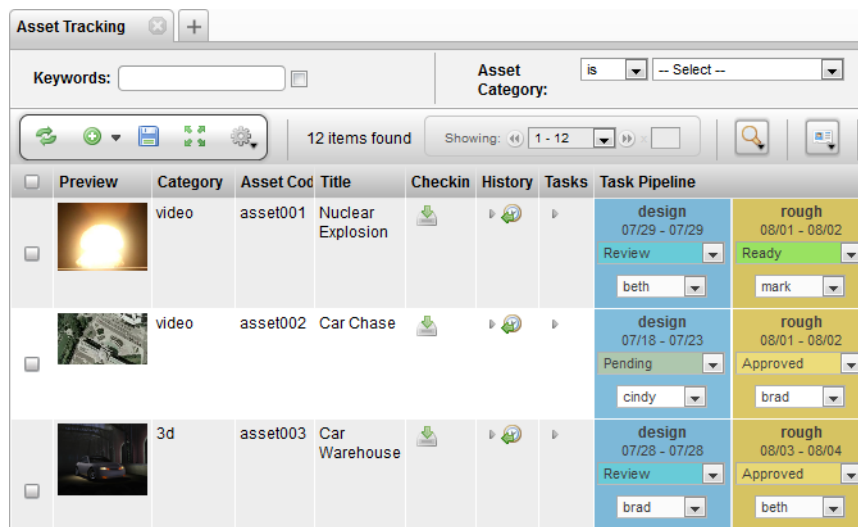 Asset Tracking
Keywords:
Asset
Category:
is
-- Select --
12 items found
Showing:
1 - 12
x
Preview Category Asset Cod Title Checkin History Tasks Task Pipeline
video asset001 Nuclear
Explosion
design
07/29 - 07/29
Review
beth
rough
08/01 - 08/02
Ready
mark
video asset002 Car Chase
design
07/18 - 07/23
Pending
cindy
rough
08/01 - 08/02
Approved
brad
3d asset003 Car
Warehouse
design
07/28 - 07/28
Review
brad
rough
08/03 - 08/04
Approved
beth